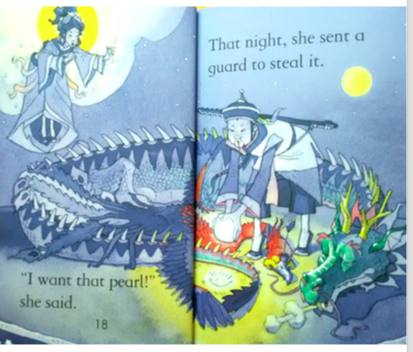 "I want that pearl!"
she said.
18
That night, she sent a
guard to steal it.